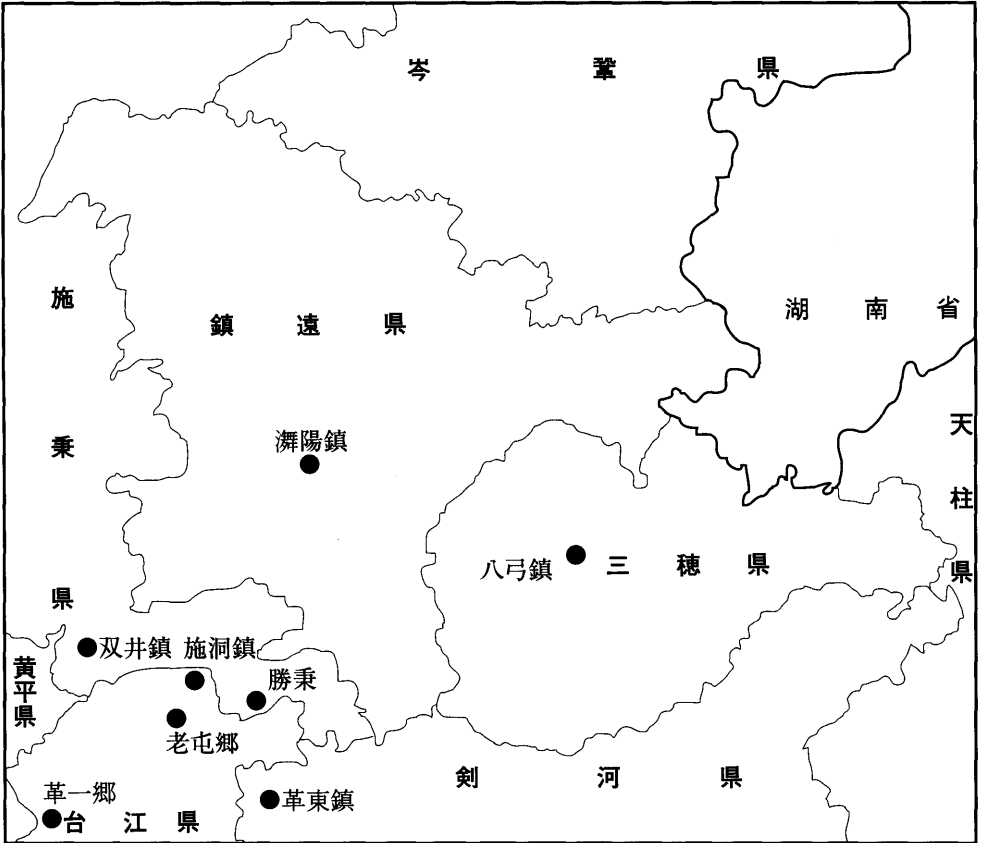 岑鞏県
施秉県
鎮遠県
湖南省
天柱県
潕陽鎮
八弓鎮
三穂県
双井鎮
施洞鎮
黄平県
勝秉
老屯郷
剣河県
革一郷
革東鎮
台江県